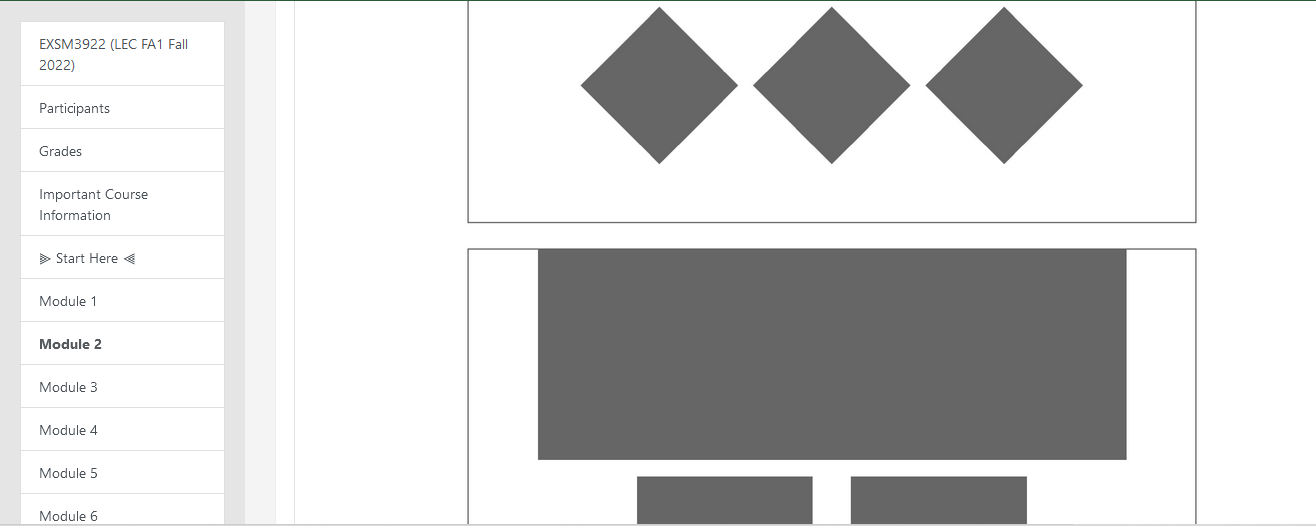 EXSM3922 (LEC FA1 Fall
2022)
Participants
Grades
Important Course
Information
⫸ Start Here ⫷
Module 1
Module 2
Module 3
Module 4
Module 5
Module 6